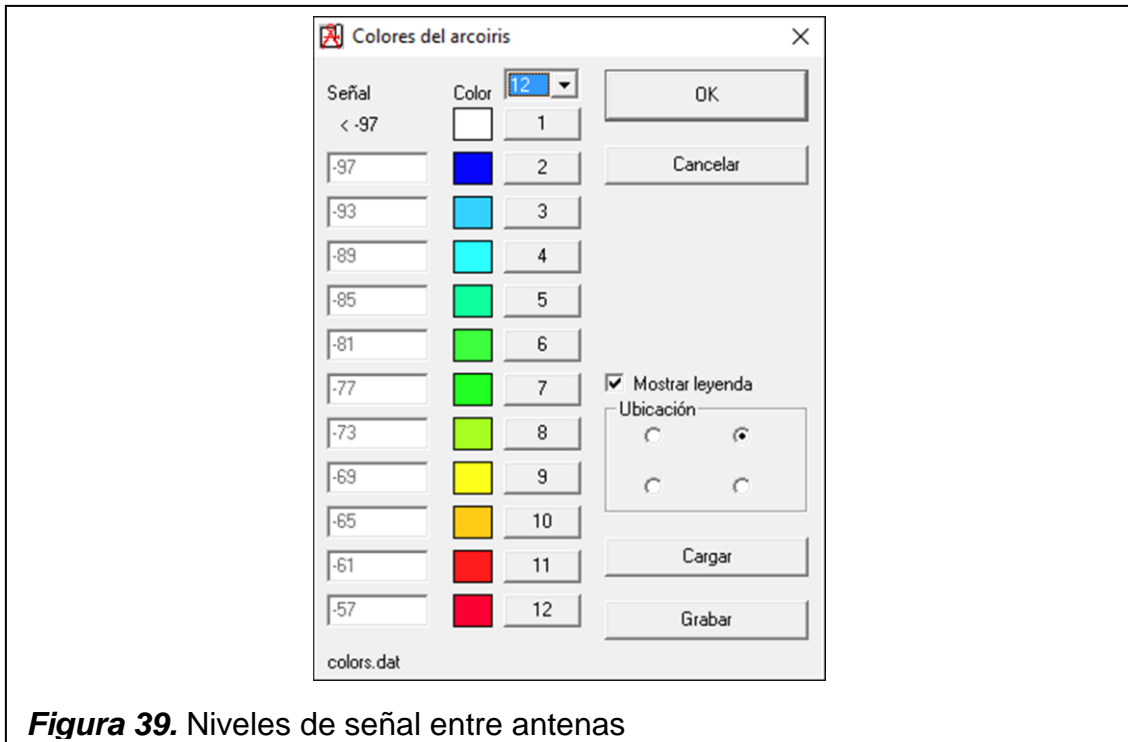 Colores del arcoiris
Señal Color 12 OK
< -97 1
-97 2 Cancelar
-93 3
-89 4
-85 5
-81 6
-77 7 Mostrar leyenda
Ubicación
-73 8
-69 9
-65 10
-61 11 Cargar
-57 12 Grabar
colors.dat
Figura 39. Niveles de señal entre antenas